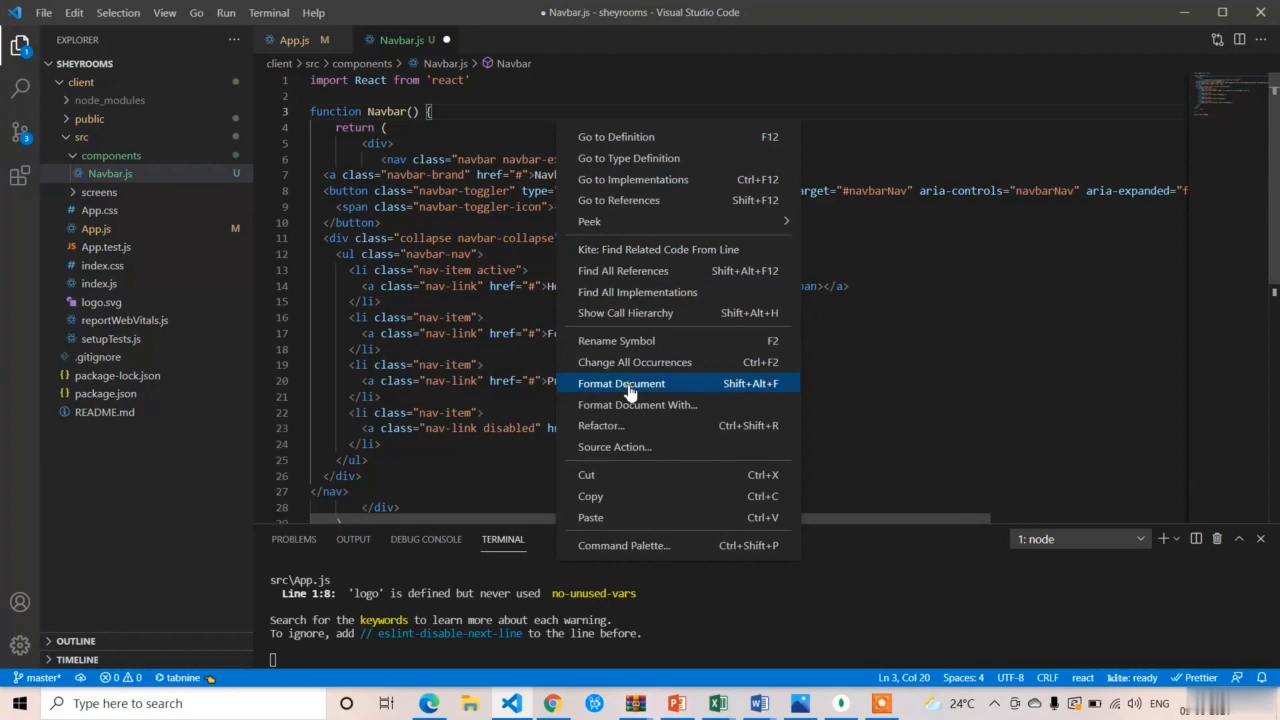 File Edit Selection View Go Run Terminal Help
● Navbar.js - sheyrooms - Visual Studio Code
EXPLORER
SHEYROOMS
client
node_modules
public
src
components
Navbar.js U
screens
App.css
App.js M
App.test.js
index.css
index.js
logo.svg
reportWebVitals.js
setupTests.js
.gitignore
package-lock.json
package.json
README.md
OUTLINE
TIMELINE
App.js M Navbar.js U
client > src > components > Navbar.js > Navbar
1 import React from 'react'
2
3 function Navbar() {
4 return (
5 <div>
6 <nav class="navbar navbar-ex
7 <a class="navbar-brand" href="#">Nav
8 <button class="navbar-toggler" type= arget="#navbarNav" aria-controls="navbarNav" aria-expanded="f
9 <span class="navbar-toggler-icon">
10 </button>
11 <div class="collapse navbar-collapse"
12 <ul class="navbar-nav">
13 <li class="nav-item active">
14 <a class="nav-link" href="#">Ho an></a>
15 </li>
16 <li class="nav-item">
17 <a class="nav-link" href="#">Fe
18 </li>
19 <li class="nav-item">
20 <a class="nav-link" href="#">Pr
21 </li>
22 <li class="nav-item">
23 <a class="nav-link disabled" h
24 </li>
25 </ul>
26 </div>
27 </nav>
28 </div>
Go to Definition F12
Go to Type Definition
Go to Implementations Ctrl+F12
Go to References Shift+F12
Peek
Kite: Find Related Code From Line
Find All References Shift+Alt+F12
Find All Implementations
Show Call Hierarchy Shift+Alt+H
Rename Symbol F2
Change All Occurrences Ctrl+F2
Format Document Shift+Alt+F
Format Document With...
Refactor... Ctrl+Shift+R
Source Action...
Cut Ctrl+X
Copy Ctrl+C
Paste Ctrl+V
Command Palette... Ctrl+Shift+P
PROBLEMS OUTPUT DEBUG CONSOLE TERMINAL
1: node
src\App.js
Line 1:8: 'logo' is defined but never used no-unused-vars
Search for the keywords to learn more about each warning.
To ignore, add // eslint-disable-next-line to the line before.
master* 0 0 tabnine
Ln 3, Col 20 Spaces: 4 UTF-8 CRLF react kite: ready Prettier
Type here to search
24°C ENG